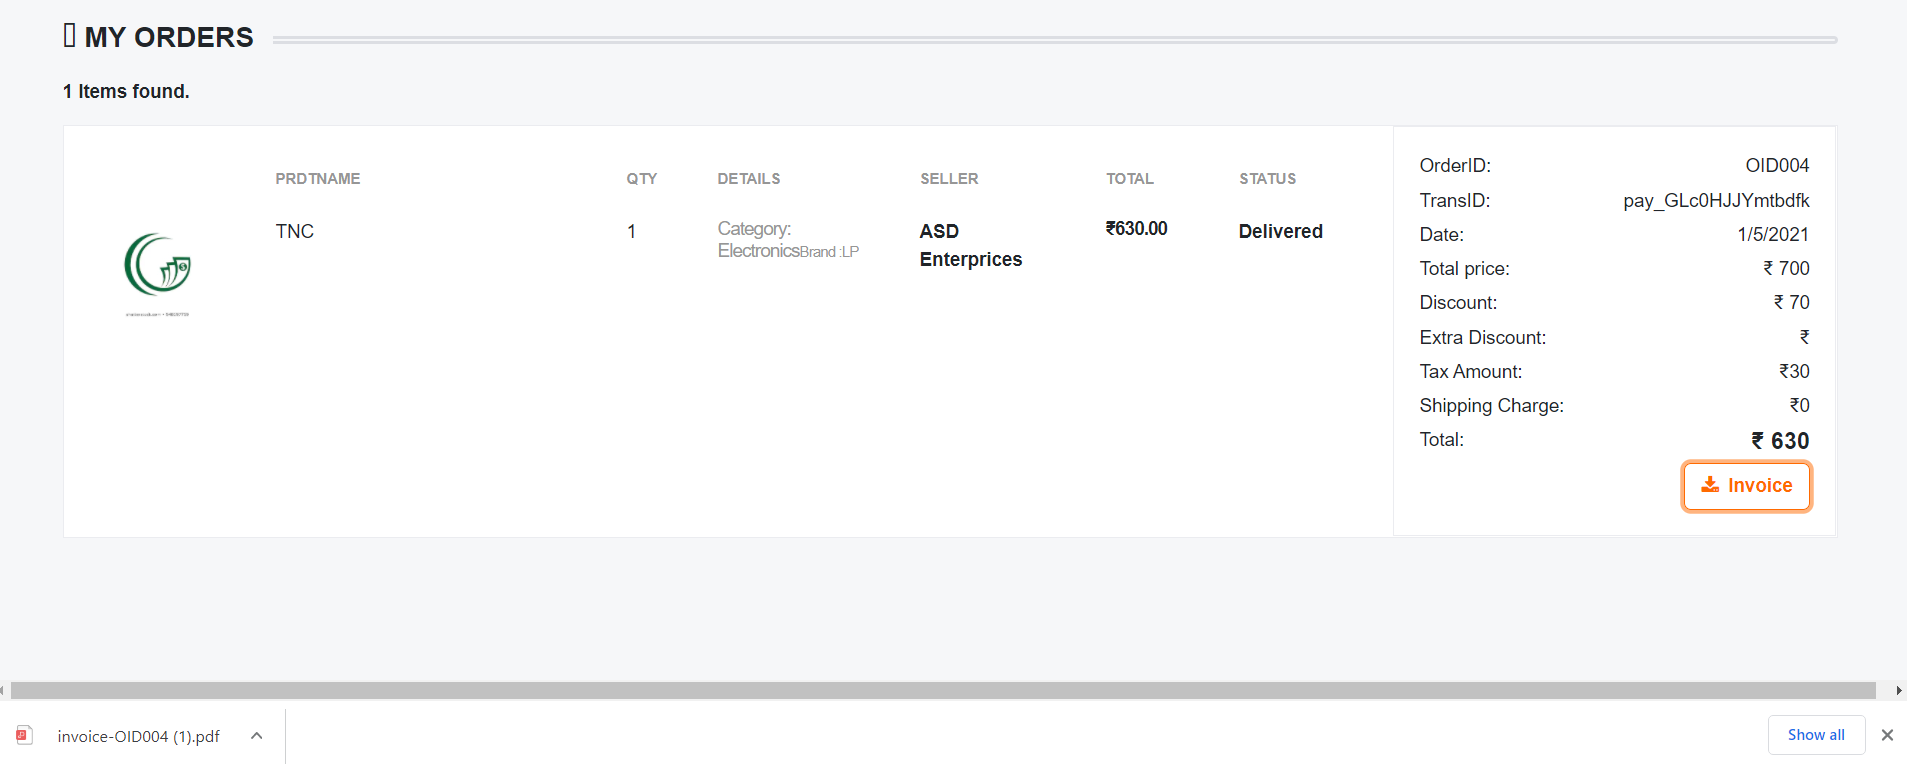 MY ORDERS
1 Items found.
PRDTNAME QTY DETAILS SELLER TOTAL STATUS
TNC 1 Category: ElectronicsBrand :LP ASD Enterprices ₹630.00 Delivered
OrderID: OID004
TransID: pay_GLc0HJJYmtbdfk
Date: 1/5/2021
Total price: ₹ 700
Discount: ₹ 70
Extra Discount: ₹
Tax Amount: ₹30
Shipping Charge: ₹0
Total: ₹ 630
Invoice
invoice-OID004 (1).pdf
Show all